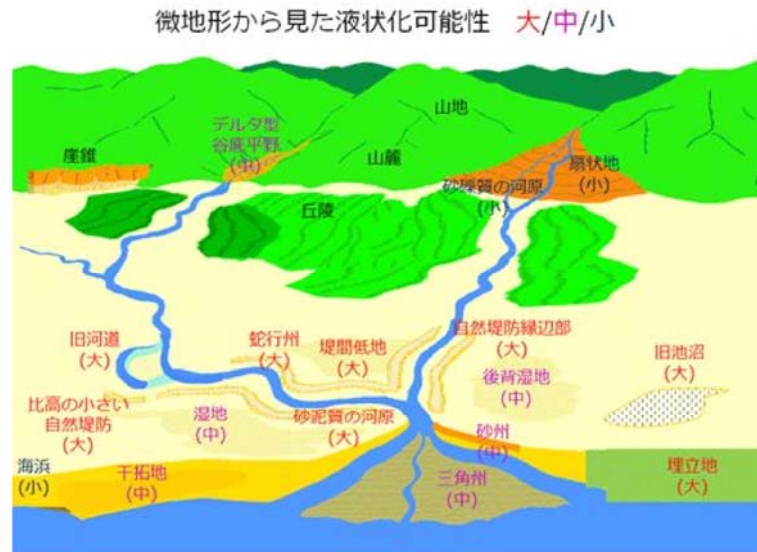 微地形から見た液状化可能性 大/中/小
山地
デルタ型
谷底平野
(中)
座錐
山麓
扇状地
(小)
砂礫質の河原
(小)
丘陵
旧河道
(大)
蛇行州
(大)
堤間低地
(大)
自然堤防縁辺部
(大)
旧池沼
(大)
後背湿地
(中)
比高の小さい
自然堤防
(大)
湿地
(中)
砂泥質の河原
(大)
砂州
(中)
海浜
(小)
干拓地
(中)
三角州
(中)
埋立地
(大)